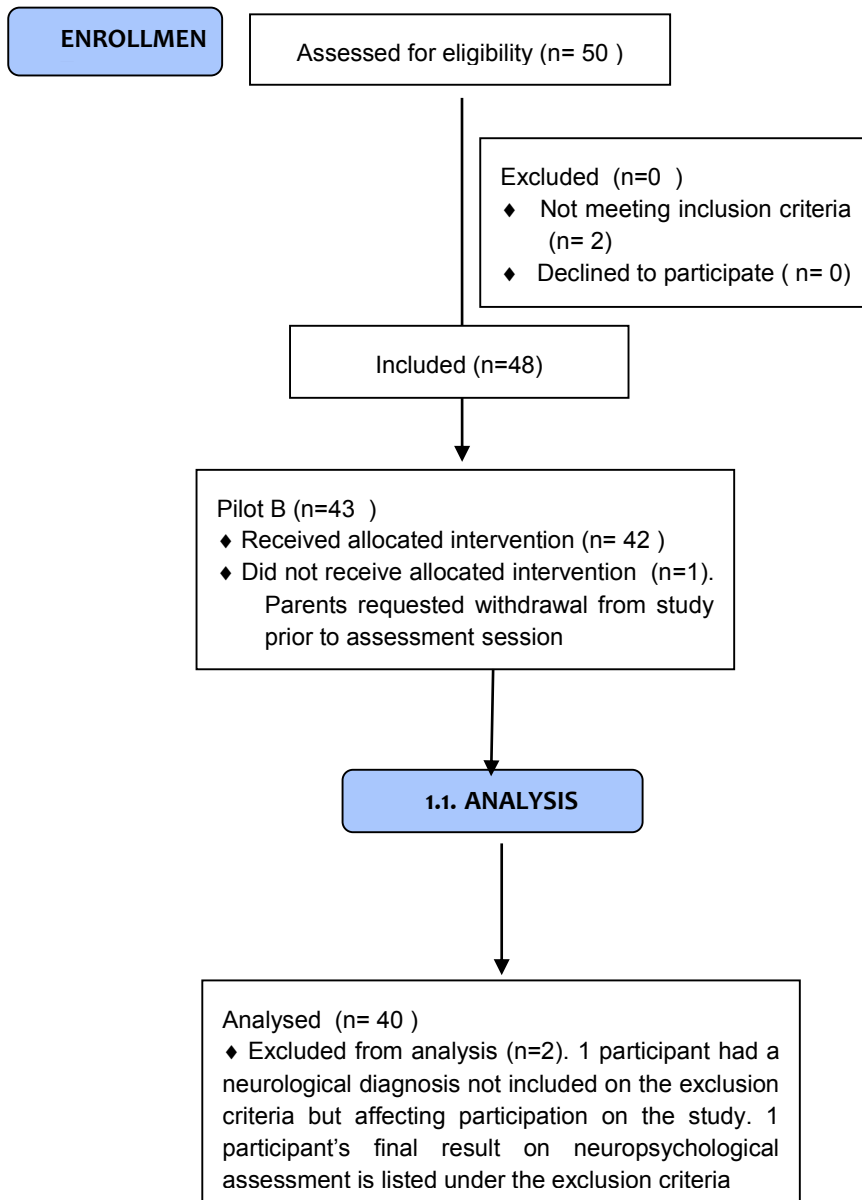 ENROLLMEN
Assessed for eligibility (n= 50 )
Excluded (n=0 )
♦ Not meeting inclusion criteria
(n= 2)
♦ Declined to participate ( n= 0)
Included (n=48)
Pilot B (n=43 )
♦ Received allocated intervention (n= 42 )
♦ Did not receive allocated intervention (n=1).
Parents requested withdrawal from study
prior to assessment session
1.1. ANALYSIS
Analysed (n= 40 )
♦ Excluded from analysis (n=2). 1 participant had a
neurological diagnosis not included on the exclusion
criteria but affecting participation on the study. 1
participant’s final result on neuropsychological
assessment is listed under the exclusion criteria